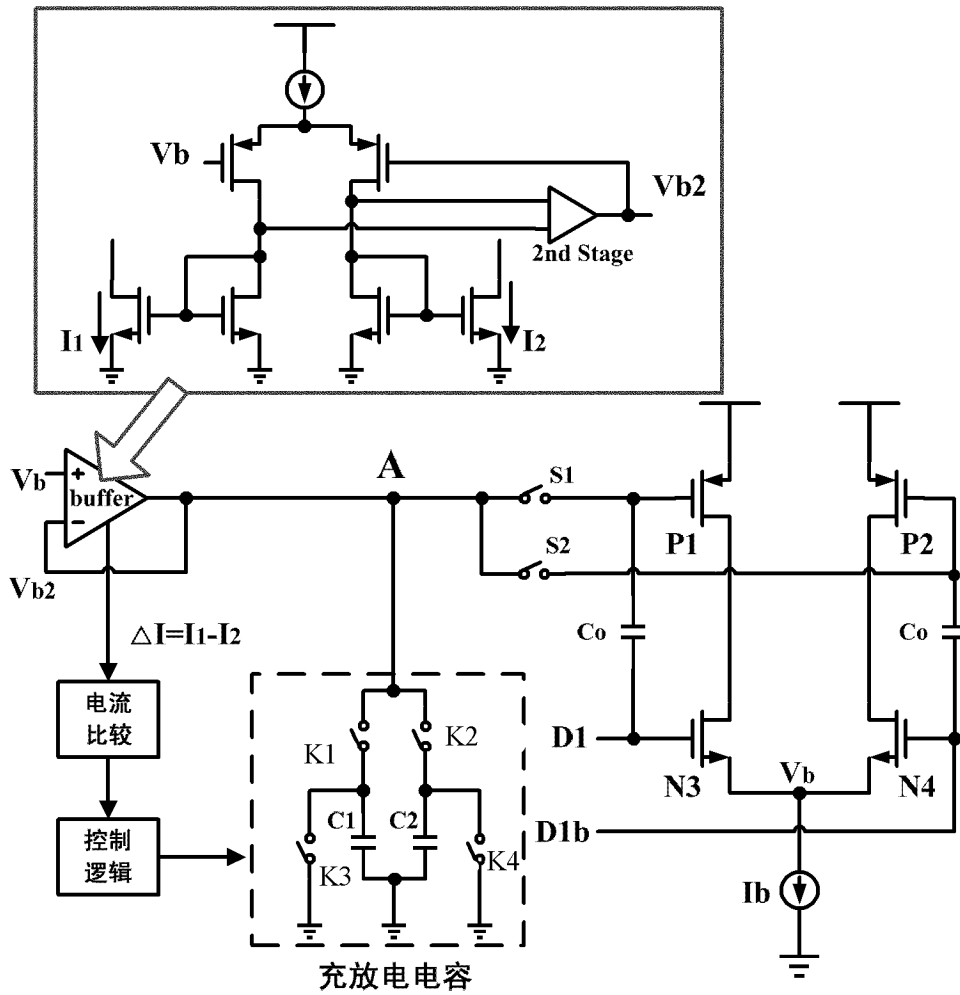 Vb
Vb2
2nd Stage
I1
I2
Vb
buffer
A
S1
S2
P1
P2
Vb2
△I=I1-I2
Co
Co
电流
比较
K1
K2
D1
N3
Vb
N4
C1
C2
D1b
控制
逻辑
K3
K4
Ib
充放电电容